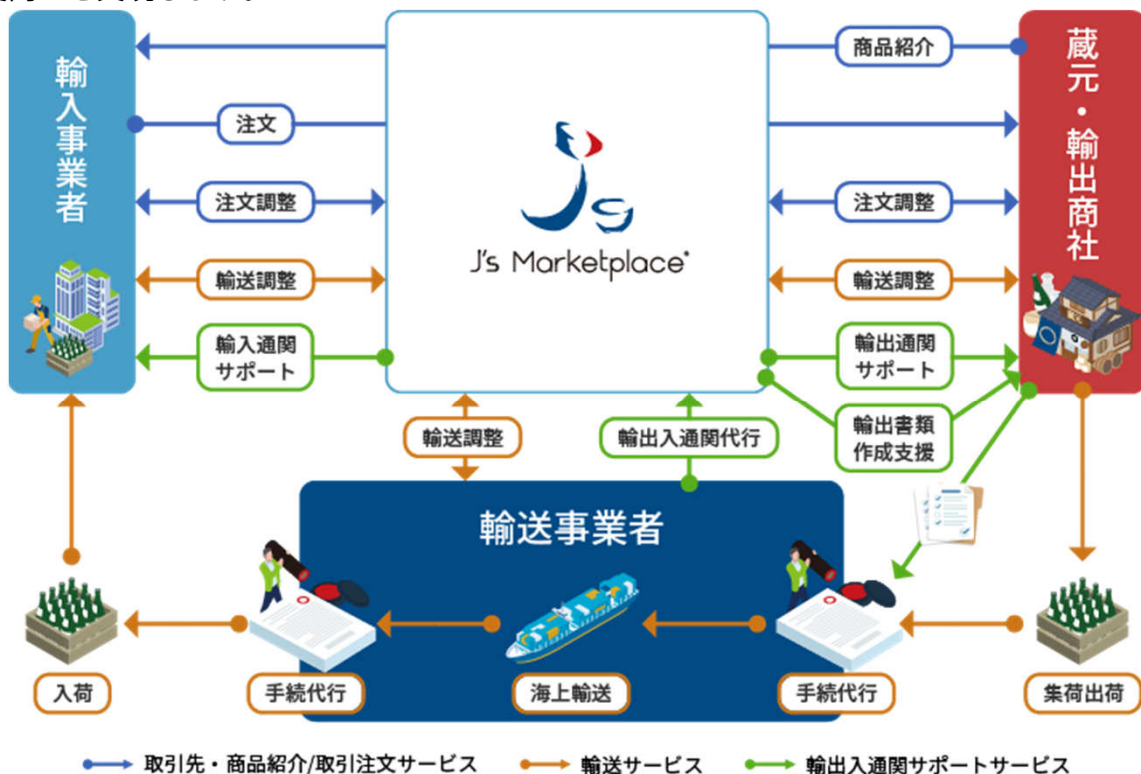 商品紹介
輸入事業者
蔵元・輸出商社
注文
注文調整
注文調整
J's
J's Marketplace®
輸送調整
輸送調整
輸入通関
サポート
輸出通関
サポート
輸送調整
輸出入通関代行
輸出書類
作成支援
輸送事業者
入荷
手続代行
海上輸送
手続代行
集荷出荷
取引先・商品紹介/取引注文サービス
輸送サービス
輸出入通関サポートサービス